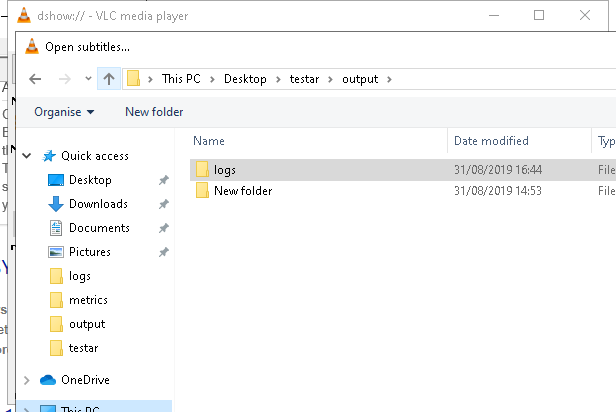 dshow:// - VLC media player
Open subtitles...
This PC > Desktop > testar > output >
Organise New folder
Name Date modified Typ
Quick access
logs 31/08/2019 16:44 File
Desktop
New folder 31/08/2019 14:53 File
Downloads
Documents
Pictures
logs
metrics
output
testar
OneDrive
This PC